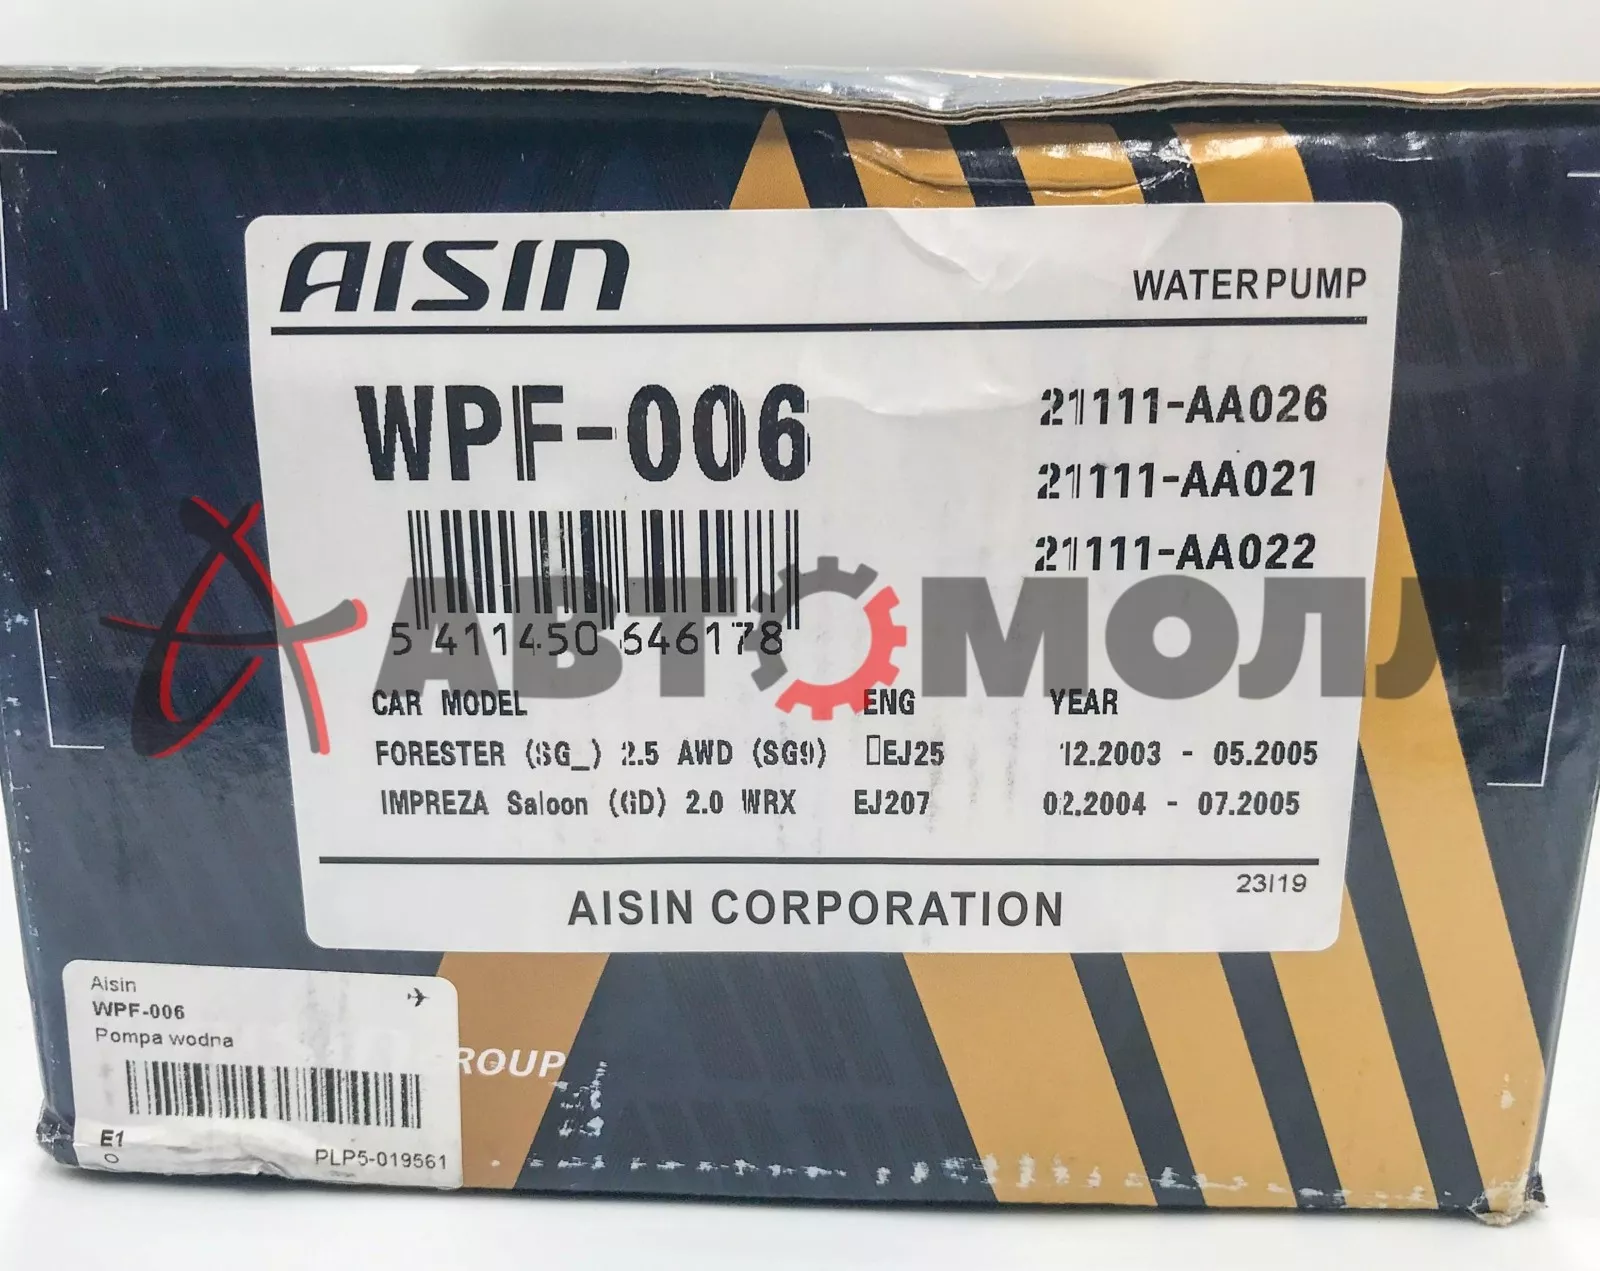 AISIN
WATER PUMP
WPF-006
21111-AA026
21111-AA021
21111-AA022
5 411450 646178
АВТОМОЛЛ
CAR MODEL ENG YEAR
FORESTER (SG_) 2.5 AWD (SG9) □EJ25 12.2003 - 05.2005
IMPREZA Saloon (GD) 2.0 WRX EJ207 02.2004 - 07.2005
23I19
AISIN CORPORATION
Aisin
WPF-006
Pompa wodna
E1
O
PLP5-019561
ROUP